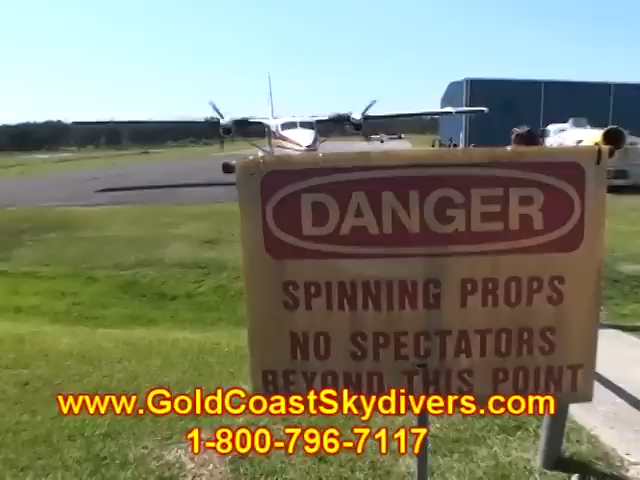 DANGER
SPINNING PROPS
NO SPECTATORS
BEYOND THIS POINT
www.GoldCoastSkydivers.com
1-800-796-7117